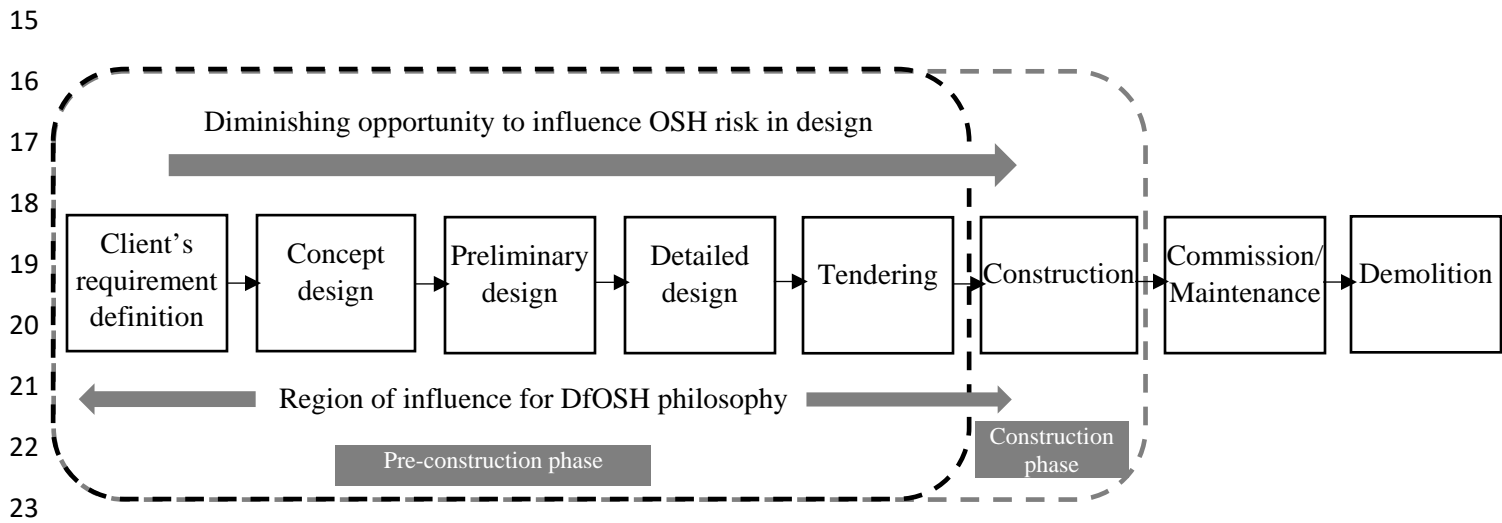 15
16
Diminishing opportunity to influence OSH risk in design
17
18
Client's
requirement
definition
Concept
design
Preliminary
design
Detailed
design
Tendering
Construction
Commission/
Maintenance
Demolition
19
20
21
Region of influence for DfOSH philosophy
22
Pre-construction phase
Construction
phase
23